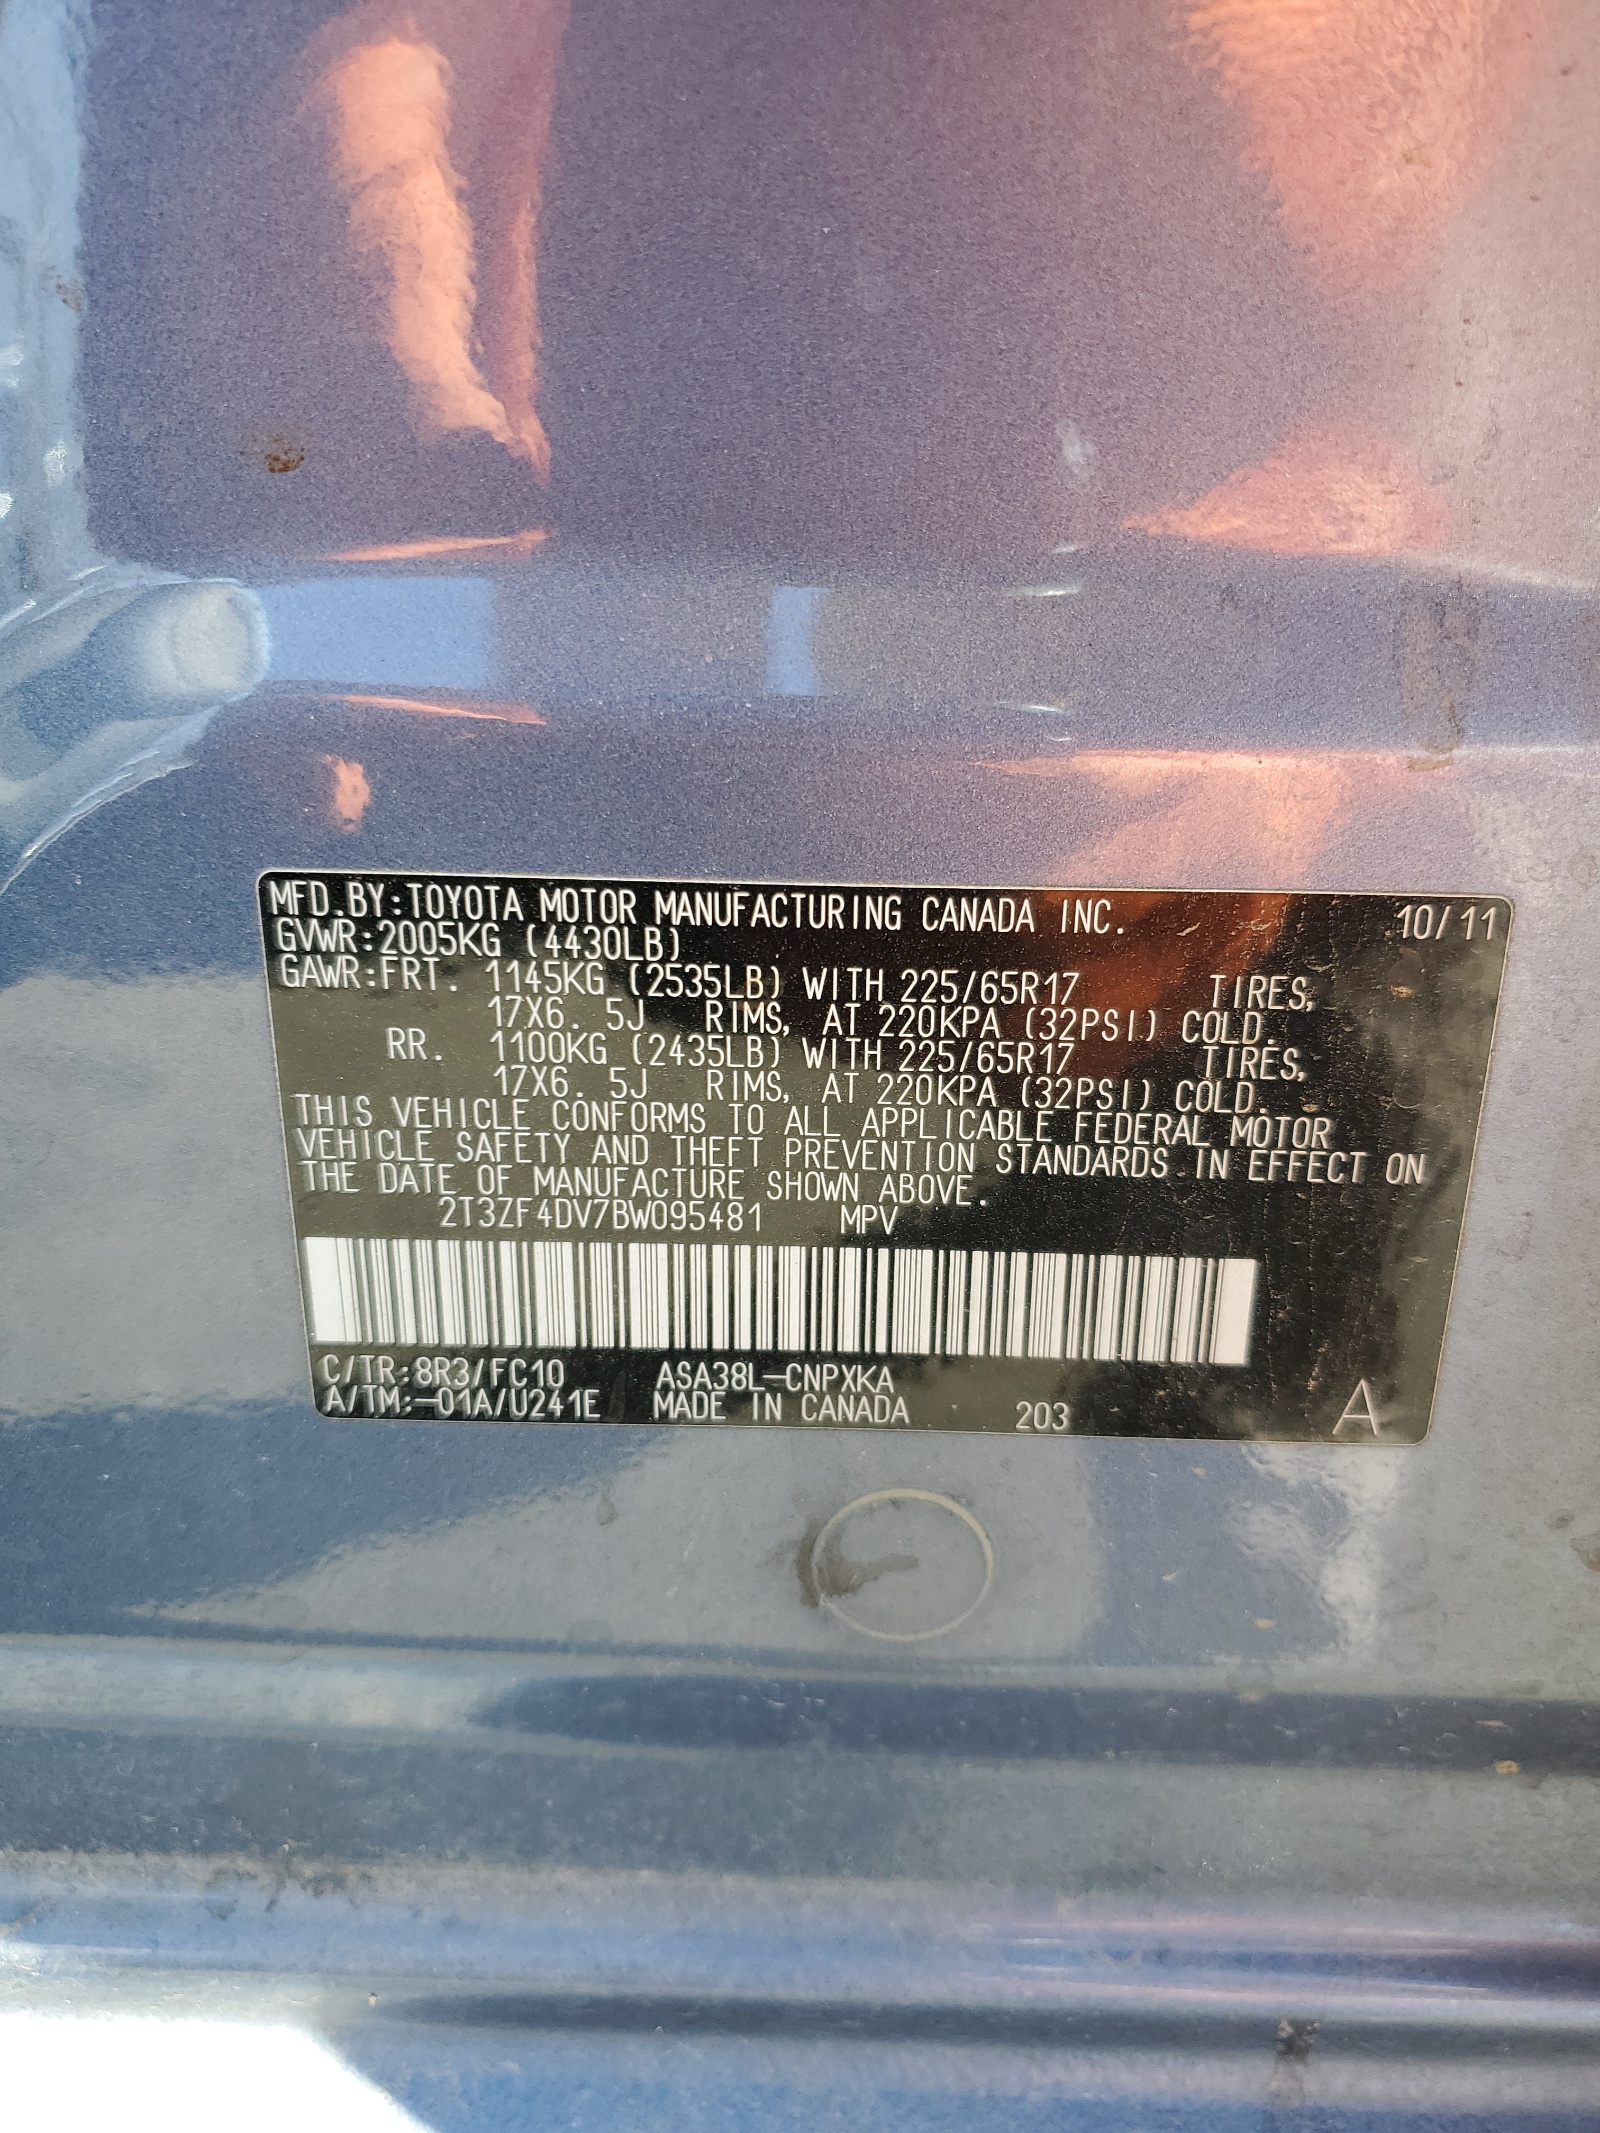 MFD.BY:TOYOTA MOTOR MANUFACTURING CANADA INC. 10/11
GVWR:2005KG (4430LB)
GAWR:FRT. 1145KG (2535LB) WITH 225/65R17 TIRES,
17X6. 5J RIMS, AT 220KPA (32PSI) COLD.
RR. 1100KG (2435LB) WITH 225/65R17 TIRES,
17X6. 5J RIMS, AT 220KPA (32PSI) COLD.
THIS VEHICLE CONFORMS TO ALL APPLICABLE FEDERAL MOTOR
VEHICLE SAFETY AND THEFT PREVENTION STANDARDS IN EFFECT ON
THE DATE OF MANUFACTURE SHOWN ABOVE.
2T3ZF4DV7BW095481 MPV
C/TR:8R3/FC10 ASA38L-CNPXKA
A/TM:-01A/U241E MADE IN CANADA 203 A